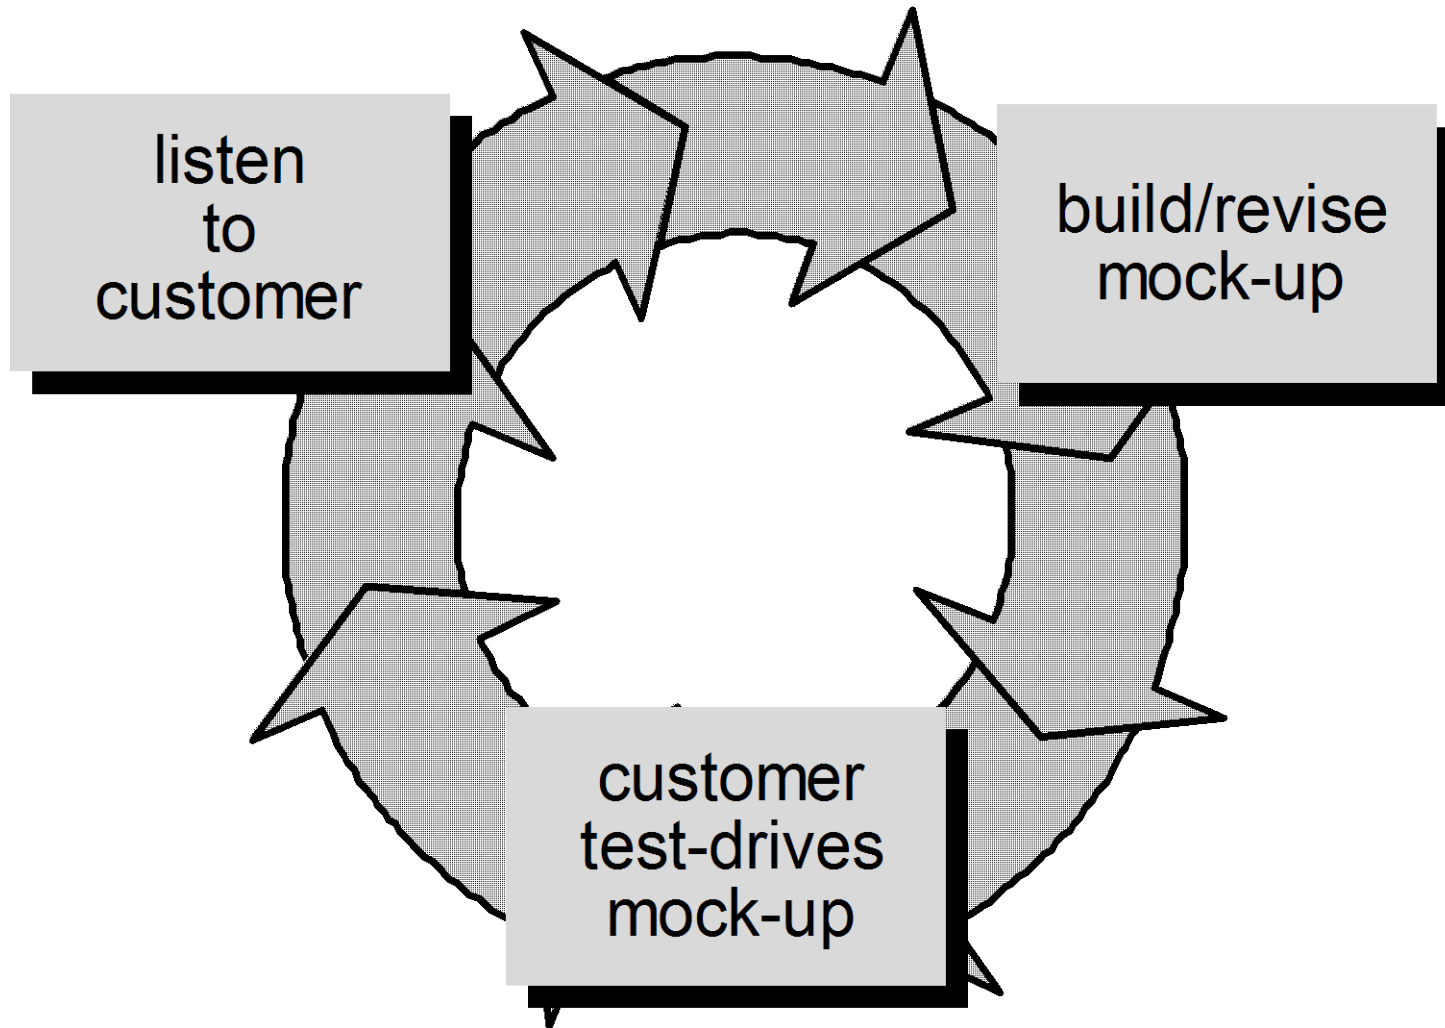 listen
to
customer
build/revise
mock-up
customer
test-drives
mock-up